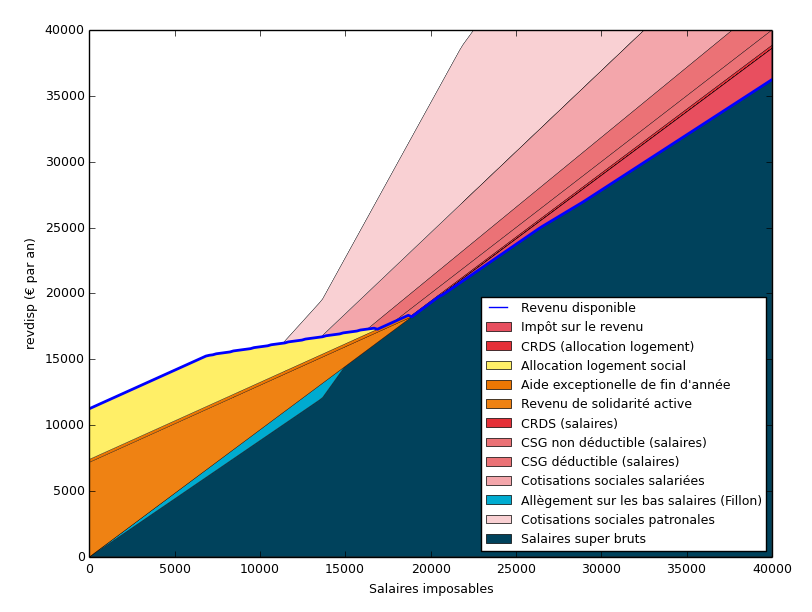 40000
35000
30000
25000
20000
15000
10000
5000
0
revdisp (€ par an)
0 5000 10000 15000 20000 25000 30000 35000 40000
Salaires imposables
Revenu disponible
Impôt sur le revenu
CRDS (allocation logement)
Allocation logement social
Aide exceptionelle de fin d'année
Revenu de solidarité active
CRDS (salaires)
CSG non déductible (salaires)
CSG déductible (salaires)
Cotisations sociales salariées
Allègement sur les bas salaires (Fillon)
Cotisations sociales patronales
Salaires super bruts